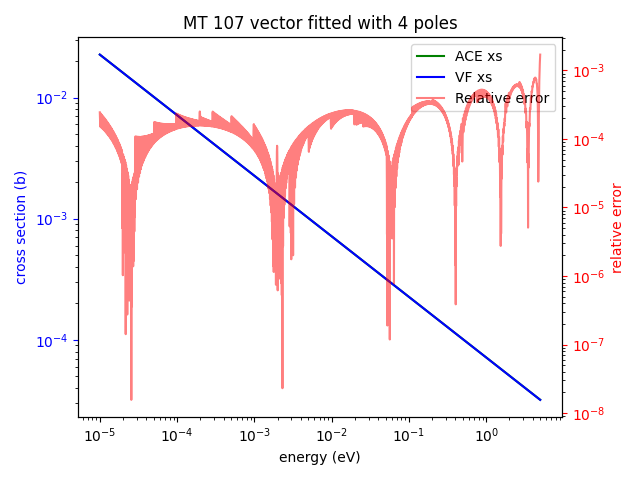 MT 107 vector fitted with 4 poles
ACE xs
VF xs
Relative error
cross section (b)
10^-2
10^-3
10^-4
relative error
10^-3
10^-4
10^-5
10^-6
10^-7
10^-8
10^-5 10^-4 10^-3 10^-2 10^-1 10^0
energy (eV)